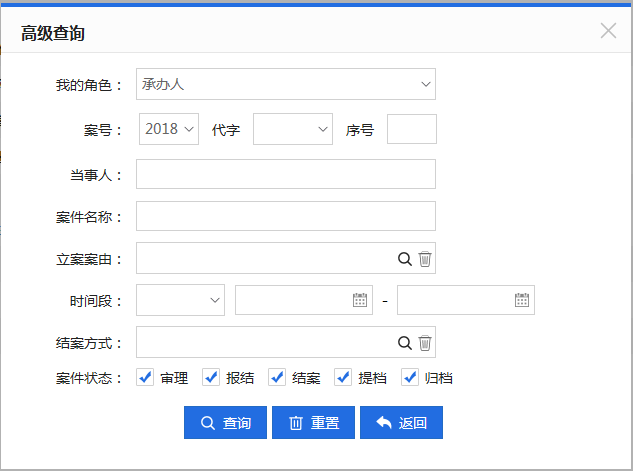 高级查询
我的角色： 承办人
案号： 2018 代字 序号
当事人：
案件名称：
立案案由：
时间段： -
结案方式：
案件状态： 审理 报结 结案 提档 归档
查询 重置 返回